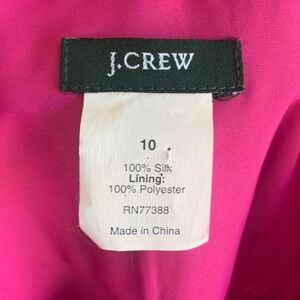 J.CREW
10
100% Silk
Lining:
100% Polyester
RN77388
Made in China